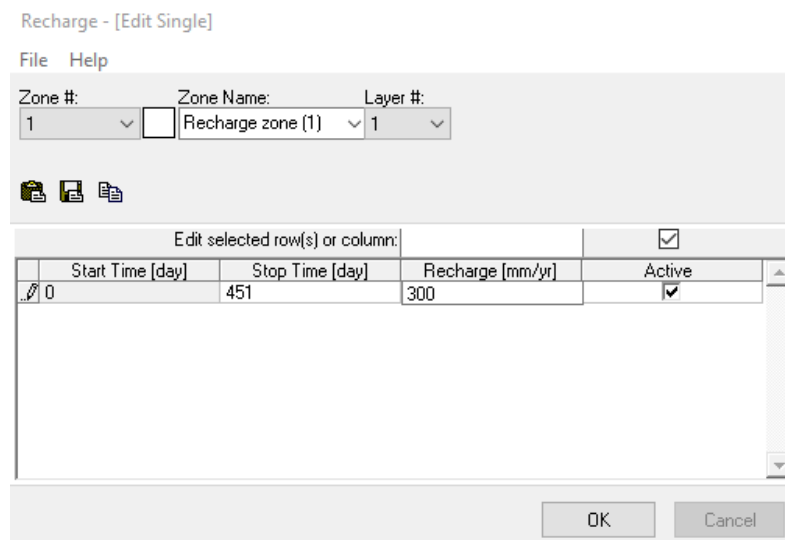 Recharge - [Edit Single]
File Help
Zone #: Zone Name: Layer #:
1 Recharge zone (1) 1
Edit selected row(s) or column:
Start Time [day] Stop Time [day] Recharge [mm/yr] Active
0 451 300
OK Cancel